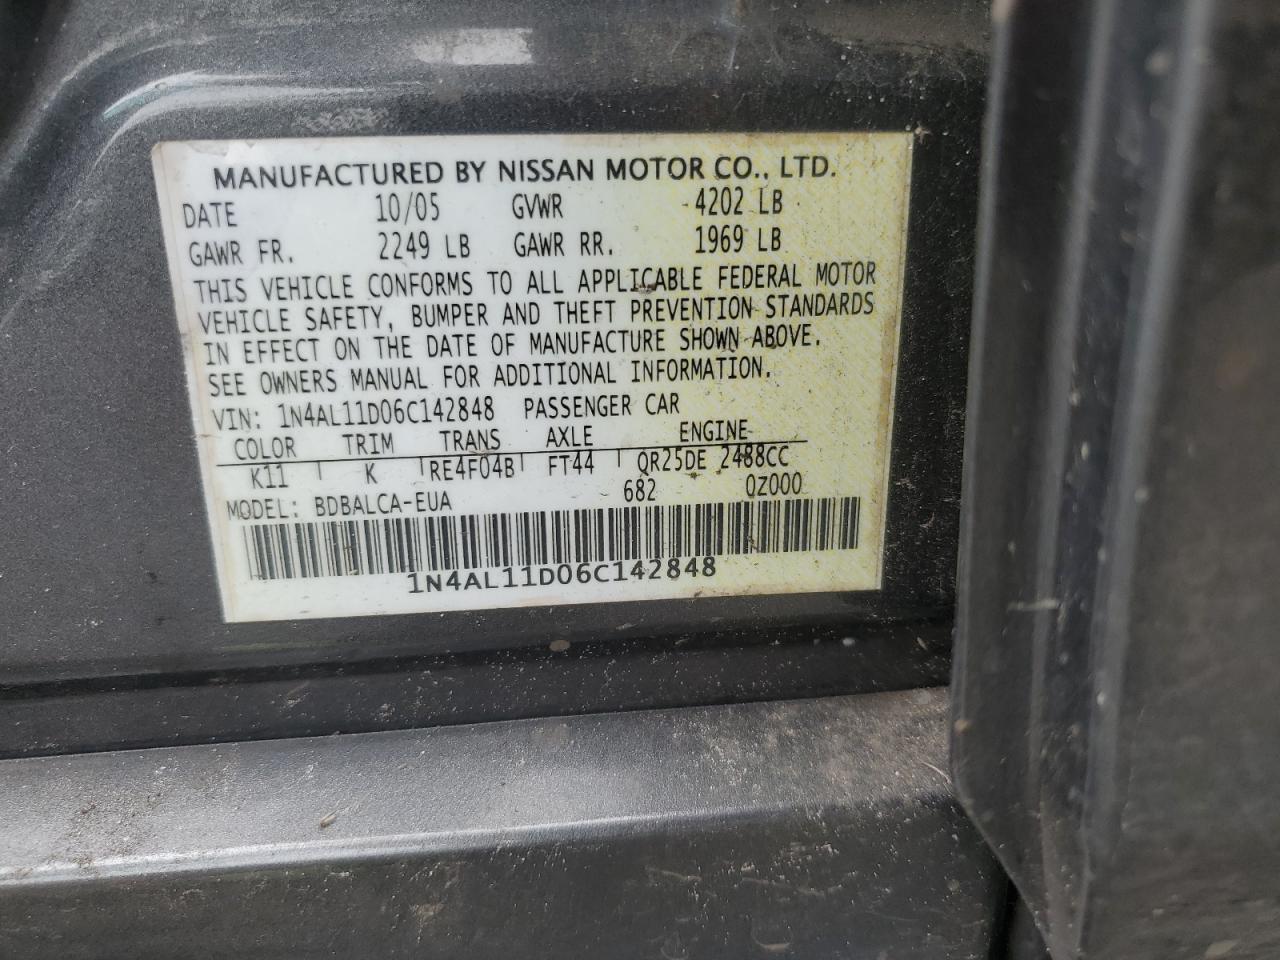 MANUFACTURED BY NISSAN MOTOR CO., LTD.
DATE 10/05 GVWR 4202 LB
GAWR FR. 2249 LB GAWR RR. 1969 LB
THIS VEHICLE CONFORMS TO ALL APPLICABLE FEDERAL MOTOR
VEHICLE SAFETY, BUMPER AND THEFT PREVENTION STANDARDS
IN EFFECT ON THE DATE OF MANUFACTURE SHOWN ABOVE.
SEE OWNERS MANUAL FOR ADDITIONAL INFORMATION.
VIN: 1N4AL11D06C142848 PASSENGER CAR
COLOR TRIM TRANS AXLE ENGINE
K11 K RE4F04B FT44 QR25DE 2488CC
MODEL: BDBALCA-EUA 682 QZ000
1N4AL11D06C142848